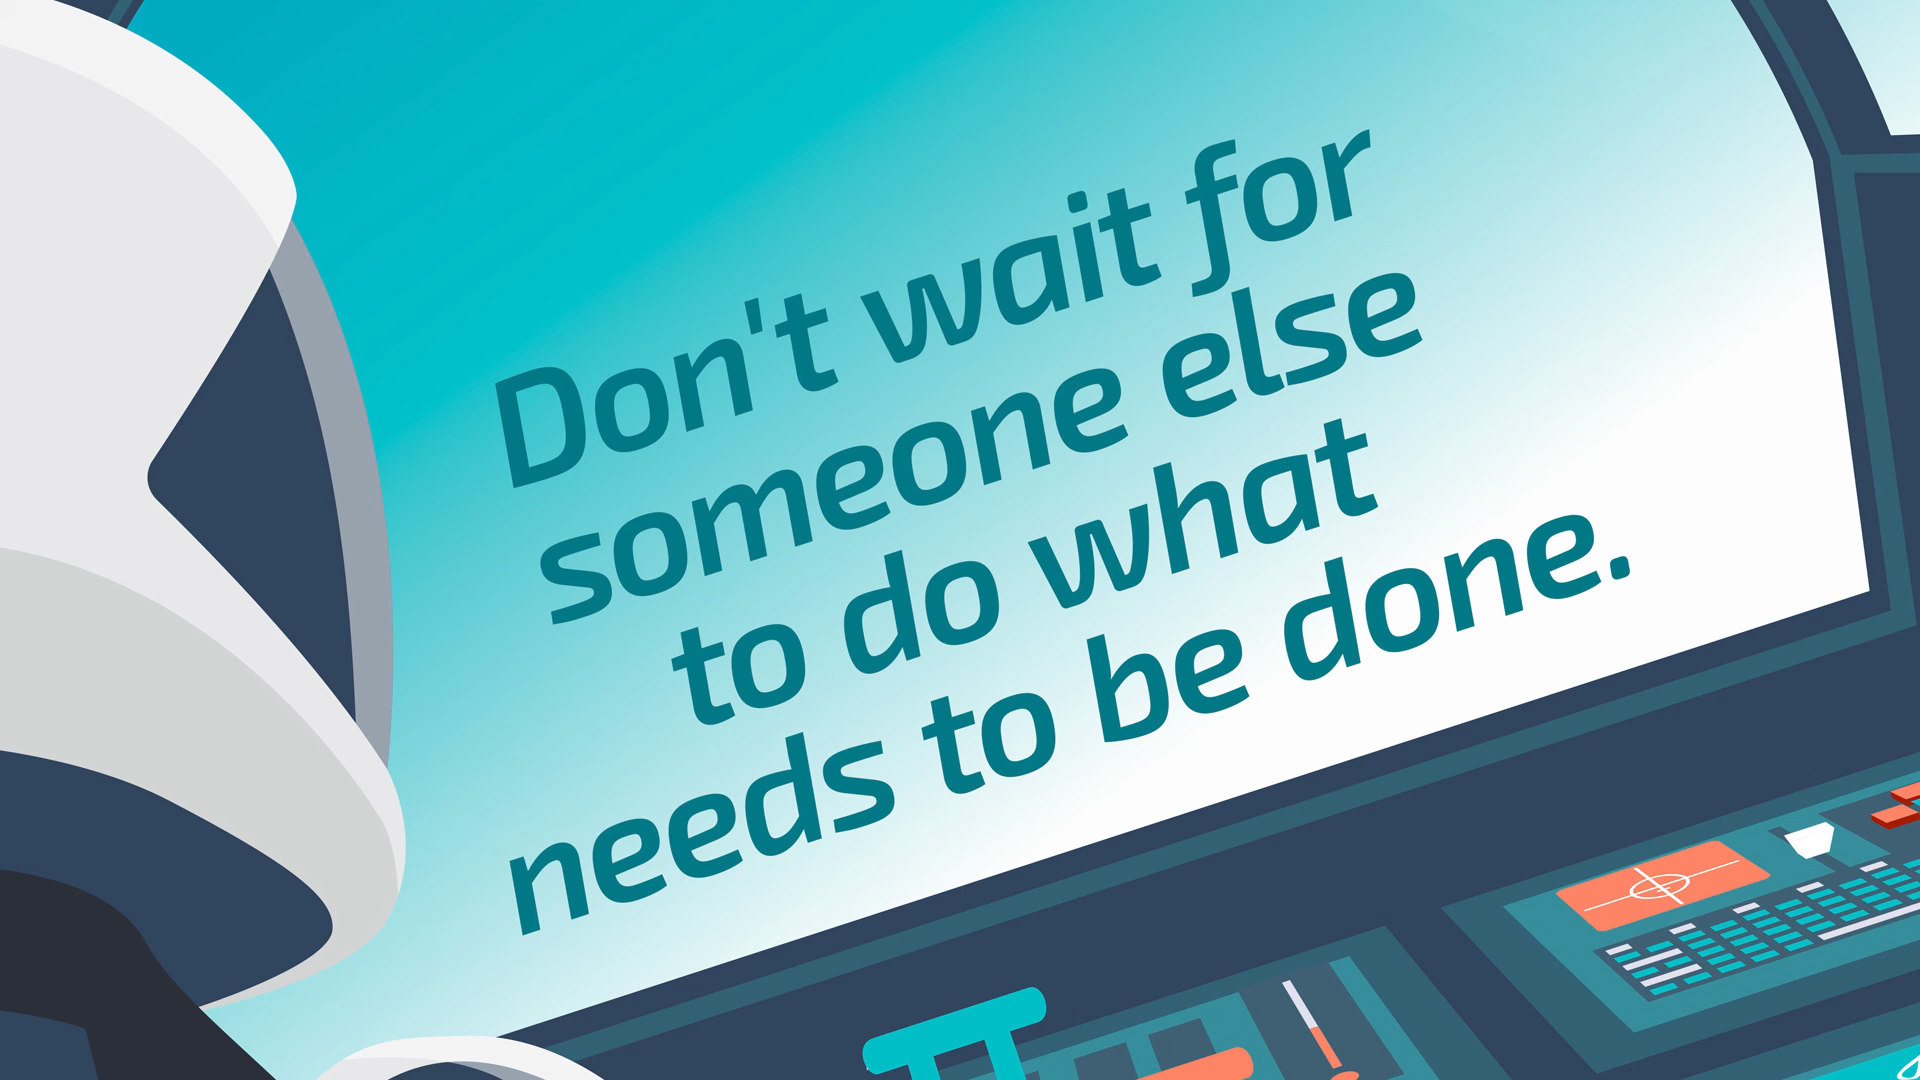 Don't wait for
someone else
to do what
needs to be done.